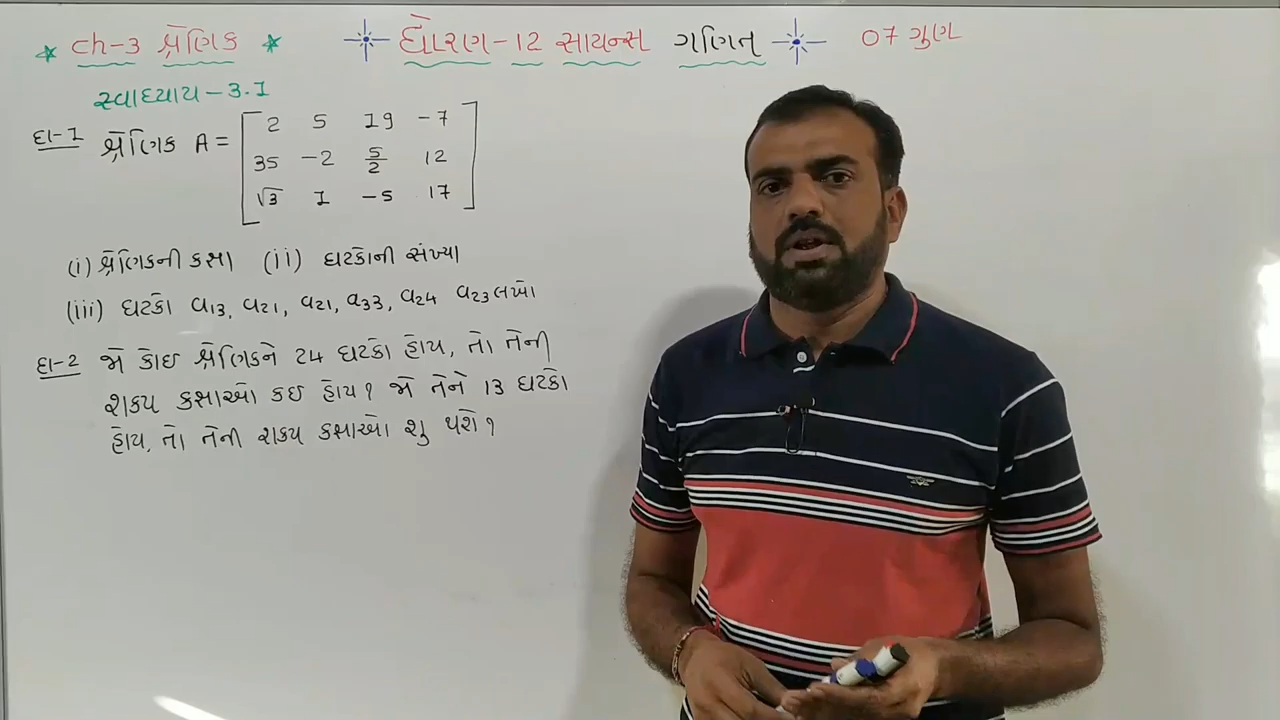 ch-3 શ્રેણિક
ધોરણ-12 સાયન્સ ગણિત
07 ગુણ
સ્વાધ્યાય-3.1
દા-1 શ્રેણિક A =
2 5 19 -7
35 -2 5/2 12
√3 1 -5 17
(i) શ્રેણિકની કક્ષા (ii) ઘટકોની સંખ્યા
(iii) ઘટકો a13, a21, a21, a33, a24 a23 લખો
દા-2 જો કોઈ શ્રેણિકને 24 ઘટકો હોય, તો તેની
શક્ય કક્ષાઓ કઇ હોય? જો તેને 13 ઘટકો
હોય, તો તેની શક્ય કક્ષાઓ શુ થશે?